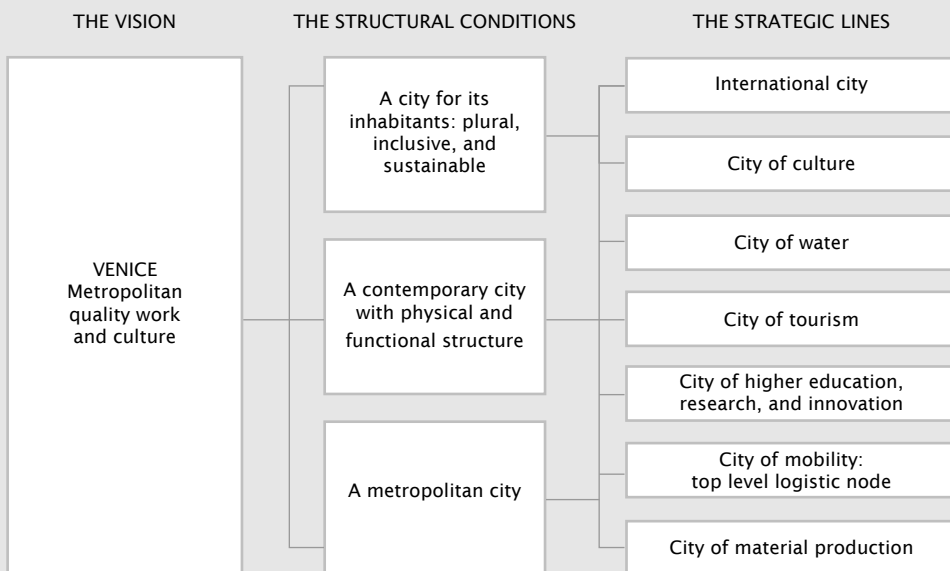 THE VISION
THE STRUCTURAL CONDITIONS
THE STRATEGIC LINES
VENICE
Metropolitan
quality work
and culture
A city for its
inhabitants: plural,
inclusive, and
sustainable
A contemporary city
with physical and
functional structure
A metropolitan city
International city
City of culture
City of water
City of tourism
City of higher education,
research, and innovation
City of mobility:
top level logistic node
City of material production